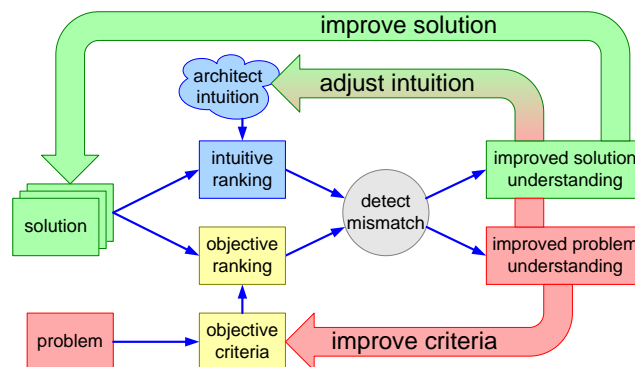 improve solution
architect
intuition
adjust intuition
intuitive
ranking
improved solution
understanding
solution
detect
mismatch
objective
ranking
improved problem
understanding
problem
objective
criteria
improve criteria